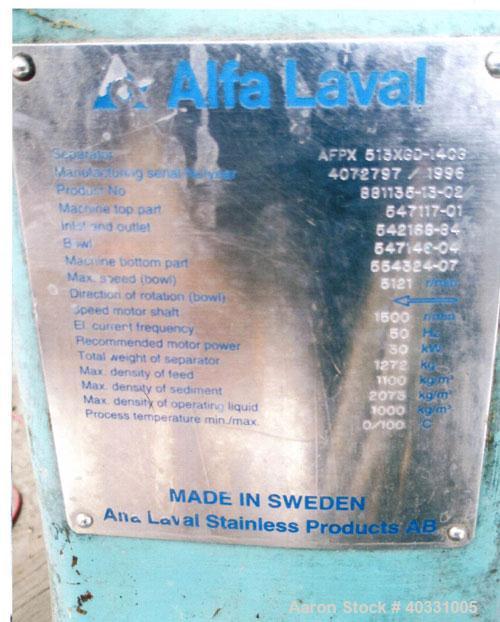 Alfa Laval
Separator AFPX 513XGD-14CG
Manufacturing serial No/year 4072797 / 1996
Product No 881135-13-02
Machine top part 547117-01
Inlet and outlet 542168-84
Bowl 547146-04
Machine bottom part 554324-07
Max. speed (bowl) 5121 r/min
Direction of rotation (bowl)
Speed motor shaft 1500 r/min
El. current frequency 50 Hz
Recommended motor power 30 kW
Total weight of separator 1272 kg
Max. density of feed 1100 kg/m³
Max. density of sediment 2073 kg/m³
Max. density of operating liquid 1000 kg/m³
Process temperature min./max. 0/100 °C
MADE IN SWEDEN
Alfa Laval Stainless Products AB
Aaron Stock # 40331005